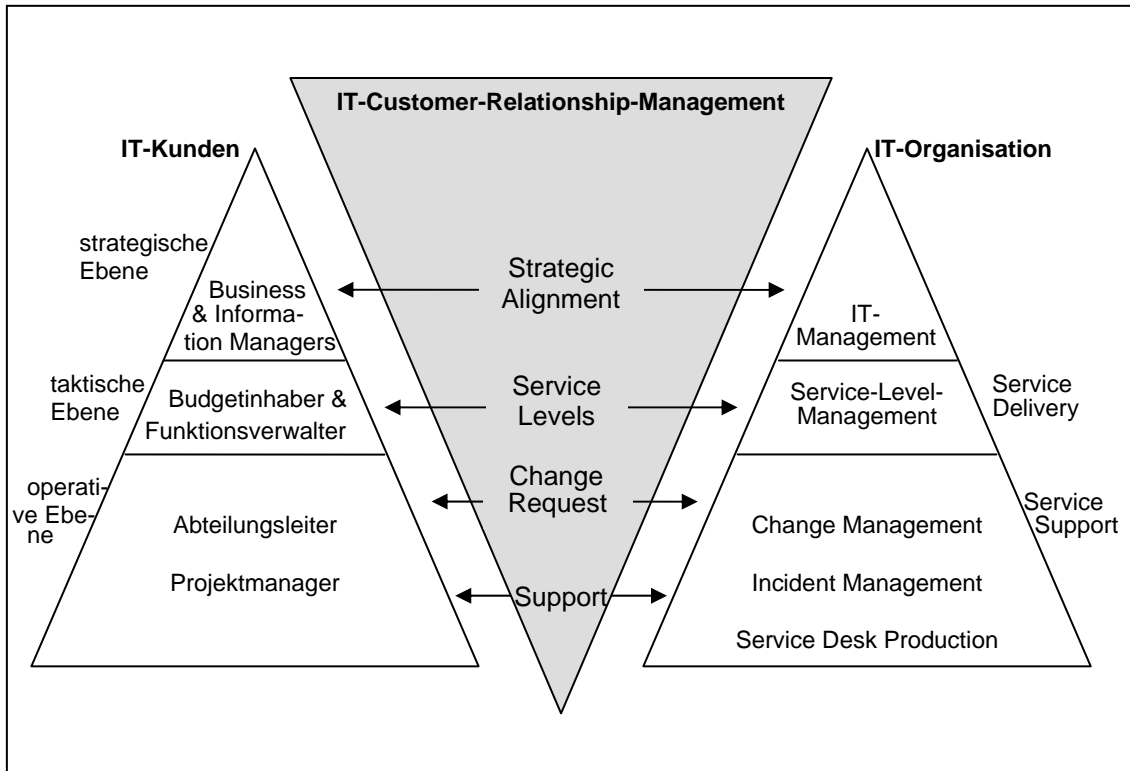 IT-Customer-Relationship-Management
IT-Kunden
IT-Organisation
strategische
Ebene
Business
& Informa-
tion Managers
Strategic
Alignment
IT-
Management
taktische
Ebene
Budgetinhaber &
Funktionsverwalter
Service
Levels
Service-Level-
Management
Service
Delivery
operati-
ve Ebe-
ne
Abteilungsleiter
Projektmanager
Change
Request
Support
Change Management
Incident Management
Service Desk Production
Service
Support